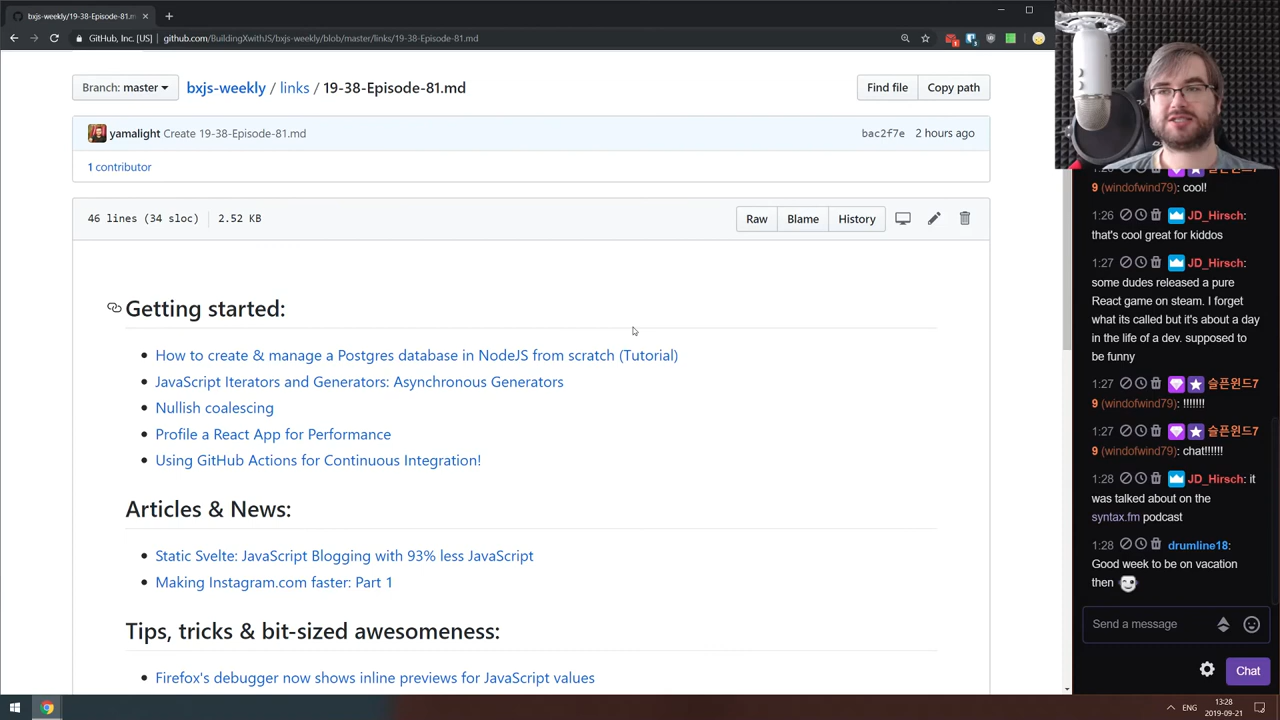 bxjs-weekly/19-38-Episode-81.m
GitHub, Inc. [US] | github.com/BuildingXwithJS/bxjs-weekly/blob/master/links/19-38-Episode-81.md
Branch: master
bxjs-weekly / links / 19-38-Episode-81.md
Find file
Copy path
yamalight Create 19-38-Episode-81.md
bac2f7e 2 hours ago
1 contributor
46 lines (34 sloc) 2.52 KB
Raw
Blame
History
Getting started:
How to create & manage a Postgres database in NodeJS from scratch (Tutorial)
JavaScript Iterators and Generators: Asynchronous Generators
Nullish coalescing
Profile a React App for Performance
Using GitHub Actions for Continuous Integration!
Articles & News:
Static Svelte: JavaScript Blogging with 93% less JavaScript
Making Instagram.com faster: Part 1
Tips, tricks & bit-sized awesomeness:
Firefox's debugger now shows inline previews for JavaScript values
9 (windofwind79): cool!
1:26 JD_Hirsch:
that's cool great for kiddos
1:27 JD_Hirsch:
some dudes released a pure
React game on steam. I forget
what its called but it's about a day
in the life of a dev. supposed to
be funny
1:27 슬픈윈드7
9 (windofwind79): !!!!!!!
1:27 슬픈윈드7
9 (windofwind79): chat!!!!!!
1:28 JD_Hirsch: it
was talked about on the
syntax.fm podcast
1:28 drumline18:
Good week to be on vacation
then
Send a message
Chat
ENG
13:28
2019-09-21